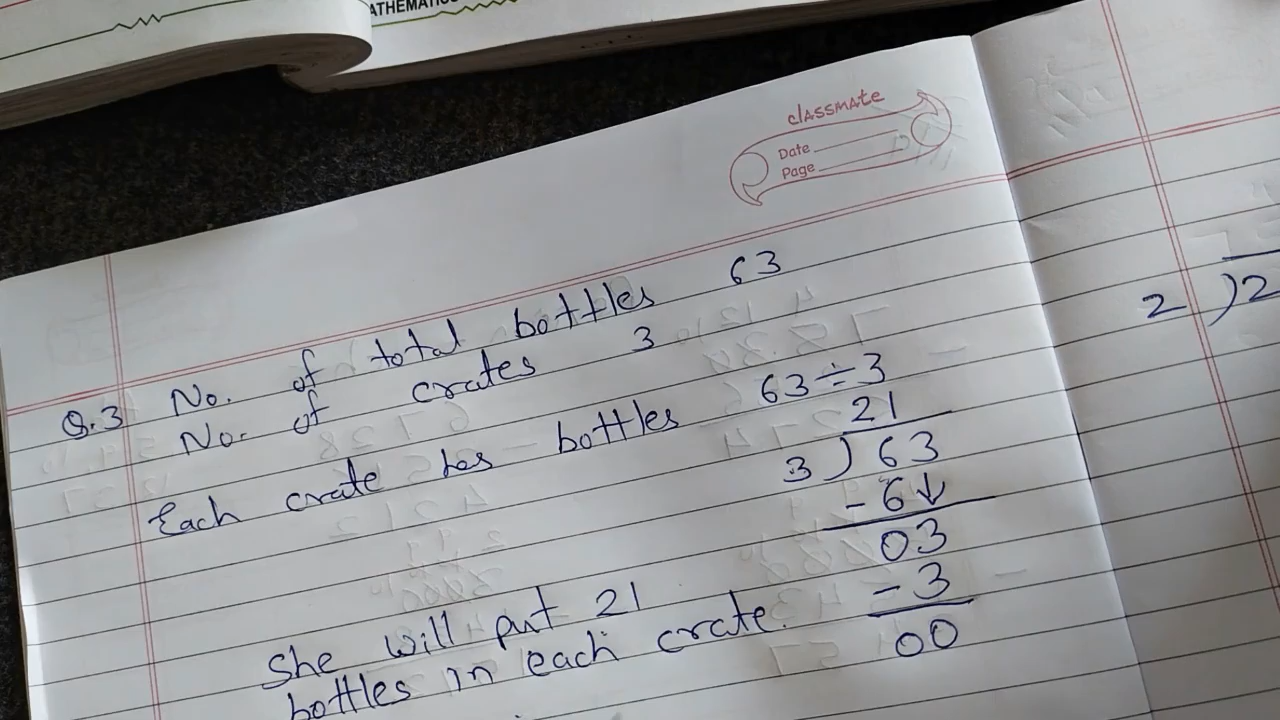 ATHEMATIC
classmate
Date
Page
Q.3 No. of total bottles 63
No. of crates 3
Each crate has bottles 63÷3
21
3)63
-6↓
03
-3
00
She will put 21
bottles in each crate.
2)2